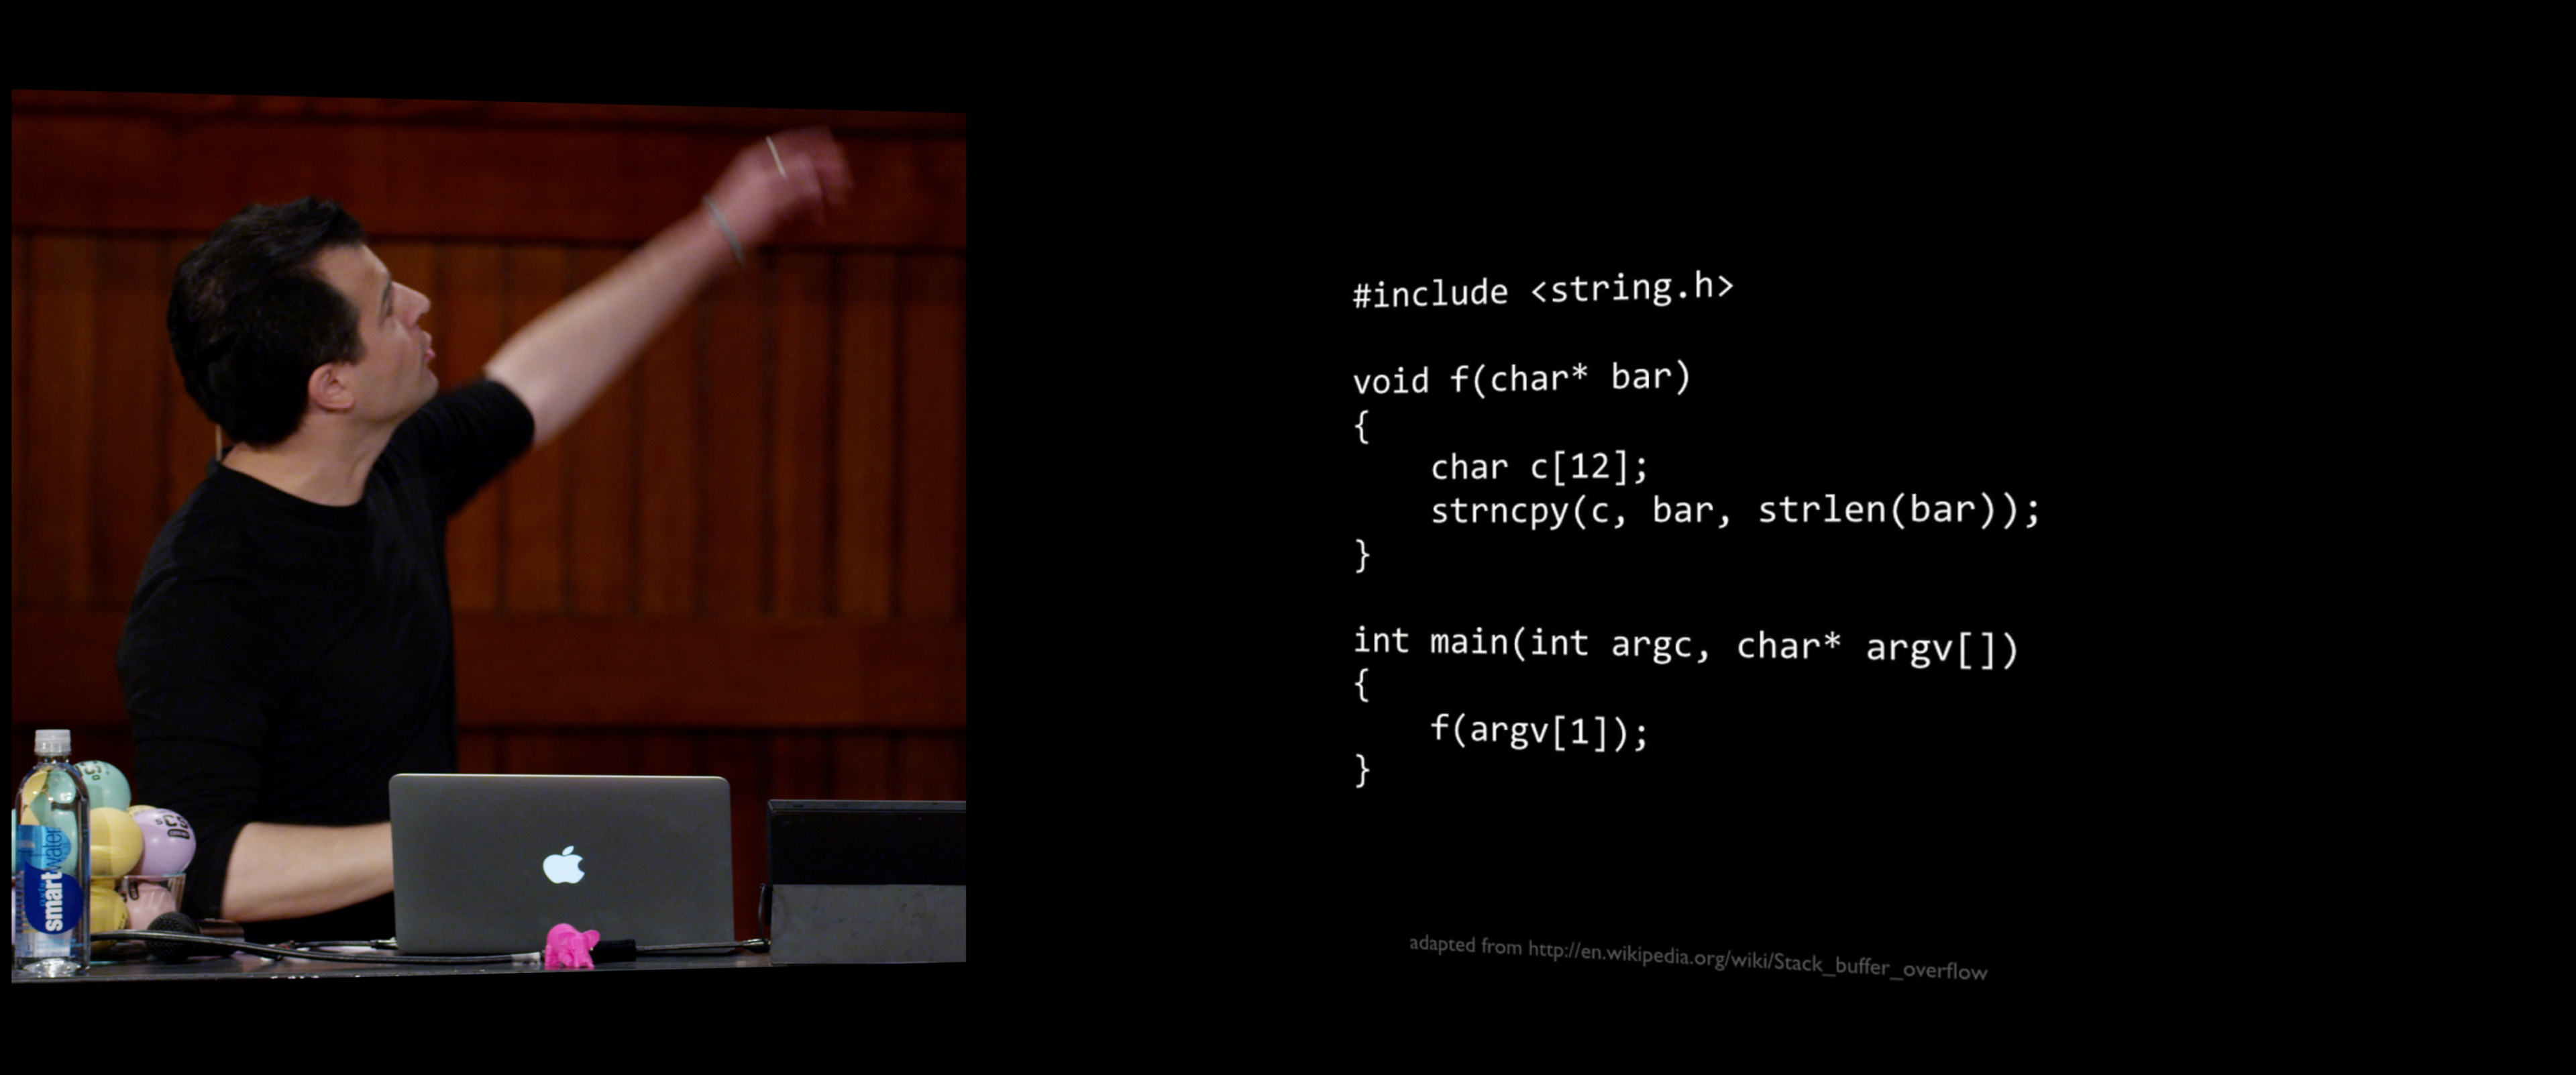 #include <string.h>
void f(char* bar)
{
    char c[12];
    strncpy(c, bar, strlen(bar));
}
int main(int argc, char* argv[])
{
    f(argv[1]);
}
adapted from http://en.wikipedia.org/wiki/Stack_buffer_overflow
smartwater